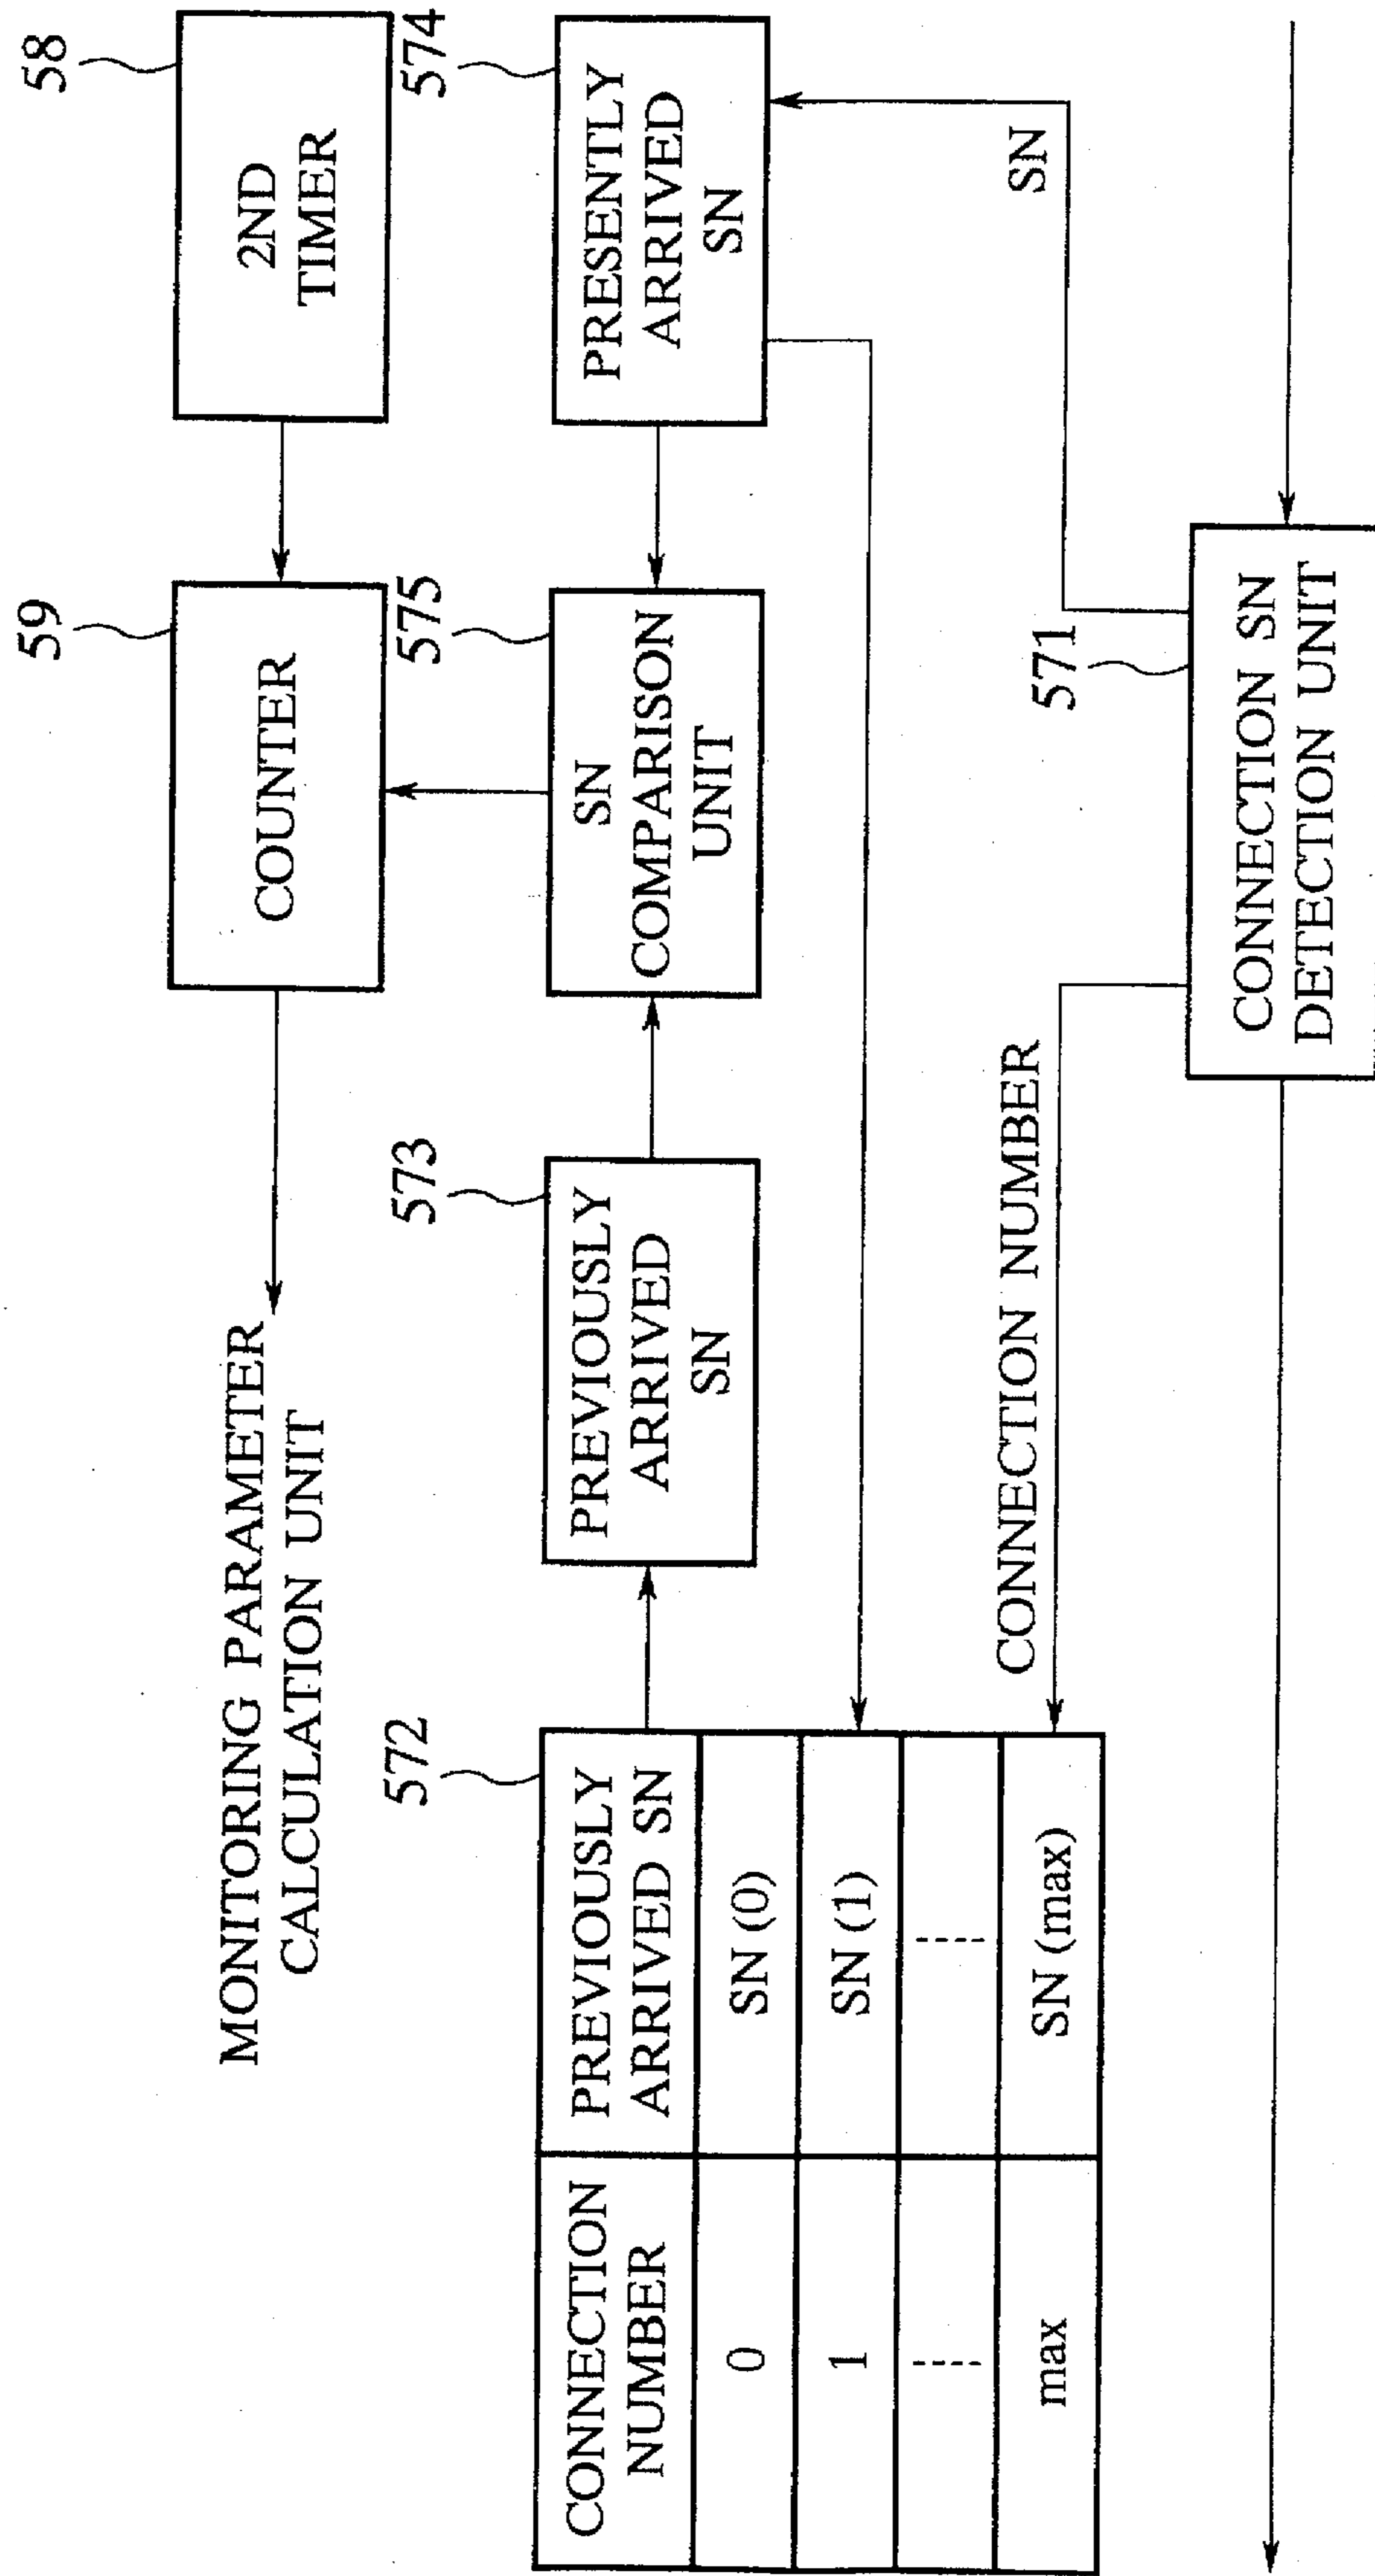 MONITORING PARAMETER
CALCULATION UNIT
59
COUNTER
58
2ND
TIMER
572
CONNECTION
NUMBER
PREVIOUSLY
ARRIVED SN
0
SN (0)
1
SN (1)
max
SN (max)
573
PREVIOUSLY
ARRIVED
SN
575
SN
COMPARISON
UNIT
574
PRESENTLY
ARRIVED
SN
CONNECTION NUMBER
571
SN
CONNECTION SN
DETECTION UNIT